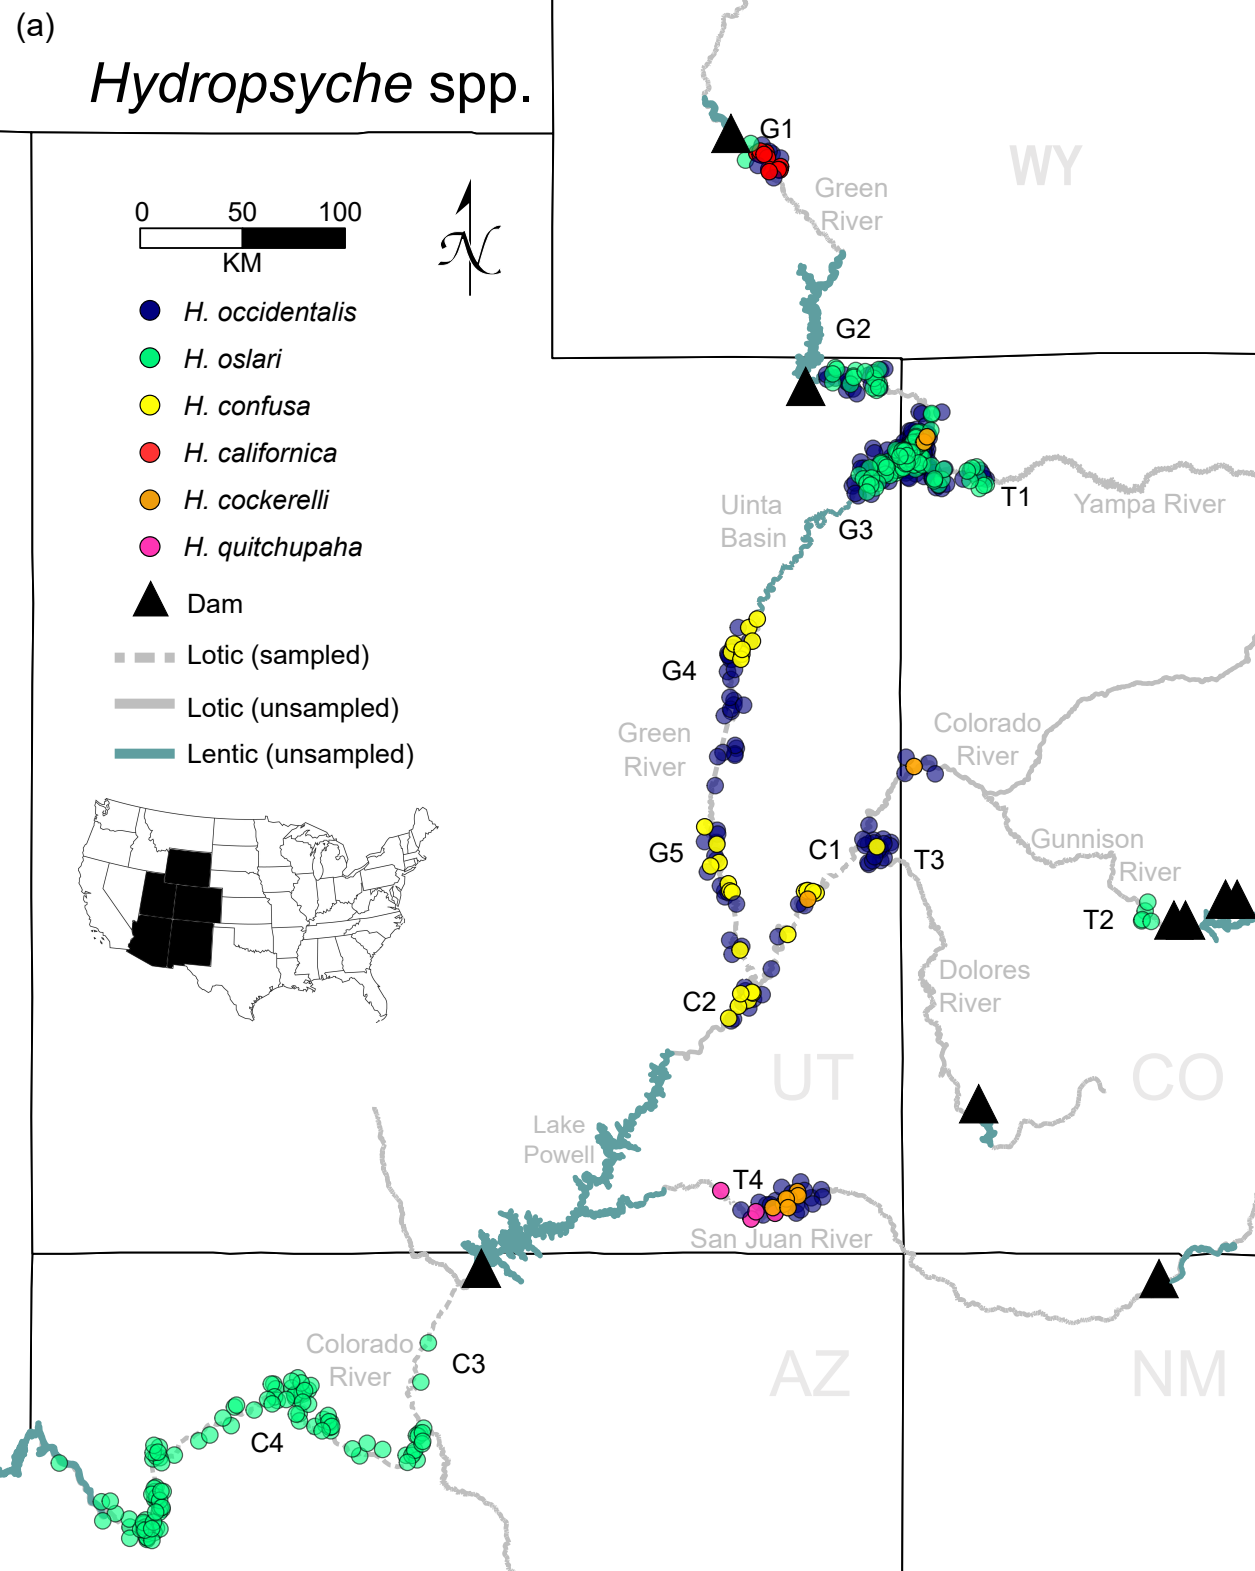 (a)
Hydropsyche spp.
G1
WY
Green
River
0 50 100
KM
N
H. occidentalis
H. oslari
H. confusa
H. californica
H. cockerelli
H. quitchupaha
Dam
Lotic (sampled)
Lotic (unsampled)
Lentic (unsampled)
G2
T1
Yampa River
Uinta
Basin
G3
G4
Green
River
Colorado
River
G5
C1
T3
Gunnison
River
T2
Dolores
River
C2
UT
CO
Lake
Powell
T4
San Juan River
Colorado
River
C3
AZ
NM
C4